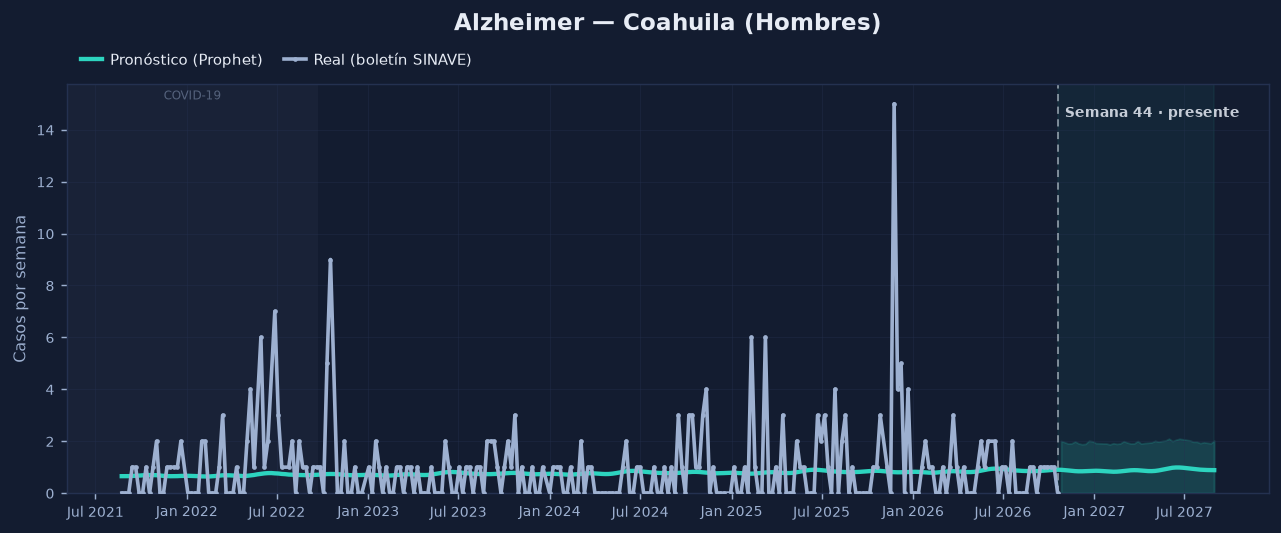 Alzheimer — Coahuila (Hombres)
Pronóstico (Prophet)
Real (boletín SINAVE)
COVID-19
Semana 44 · presente
Casos por semana
14
12
10
8
6
4
2
0
Jul 2021
Jan 2022
Jul 2022
Jan 2023
Jul 2023
Jan 2024
Jul 2024
Jan 2025
Jul 2025
Jan 2026
Jul 2026
Jan 2027
Jul 2027